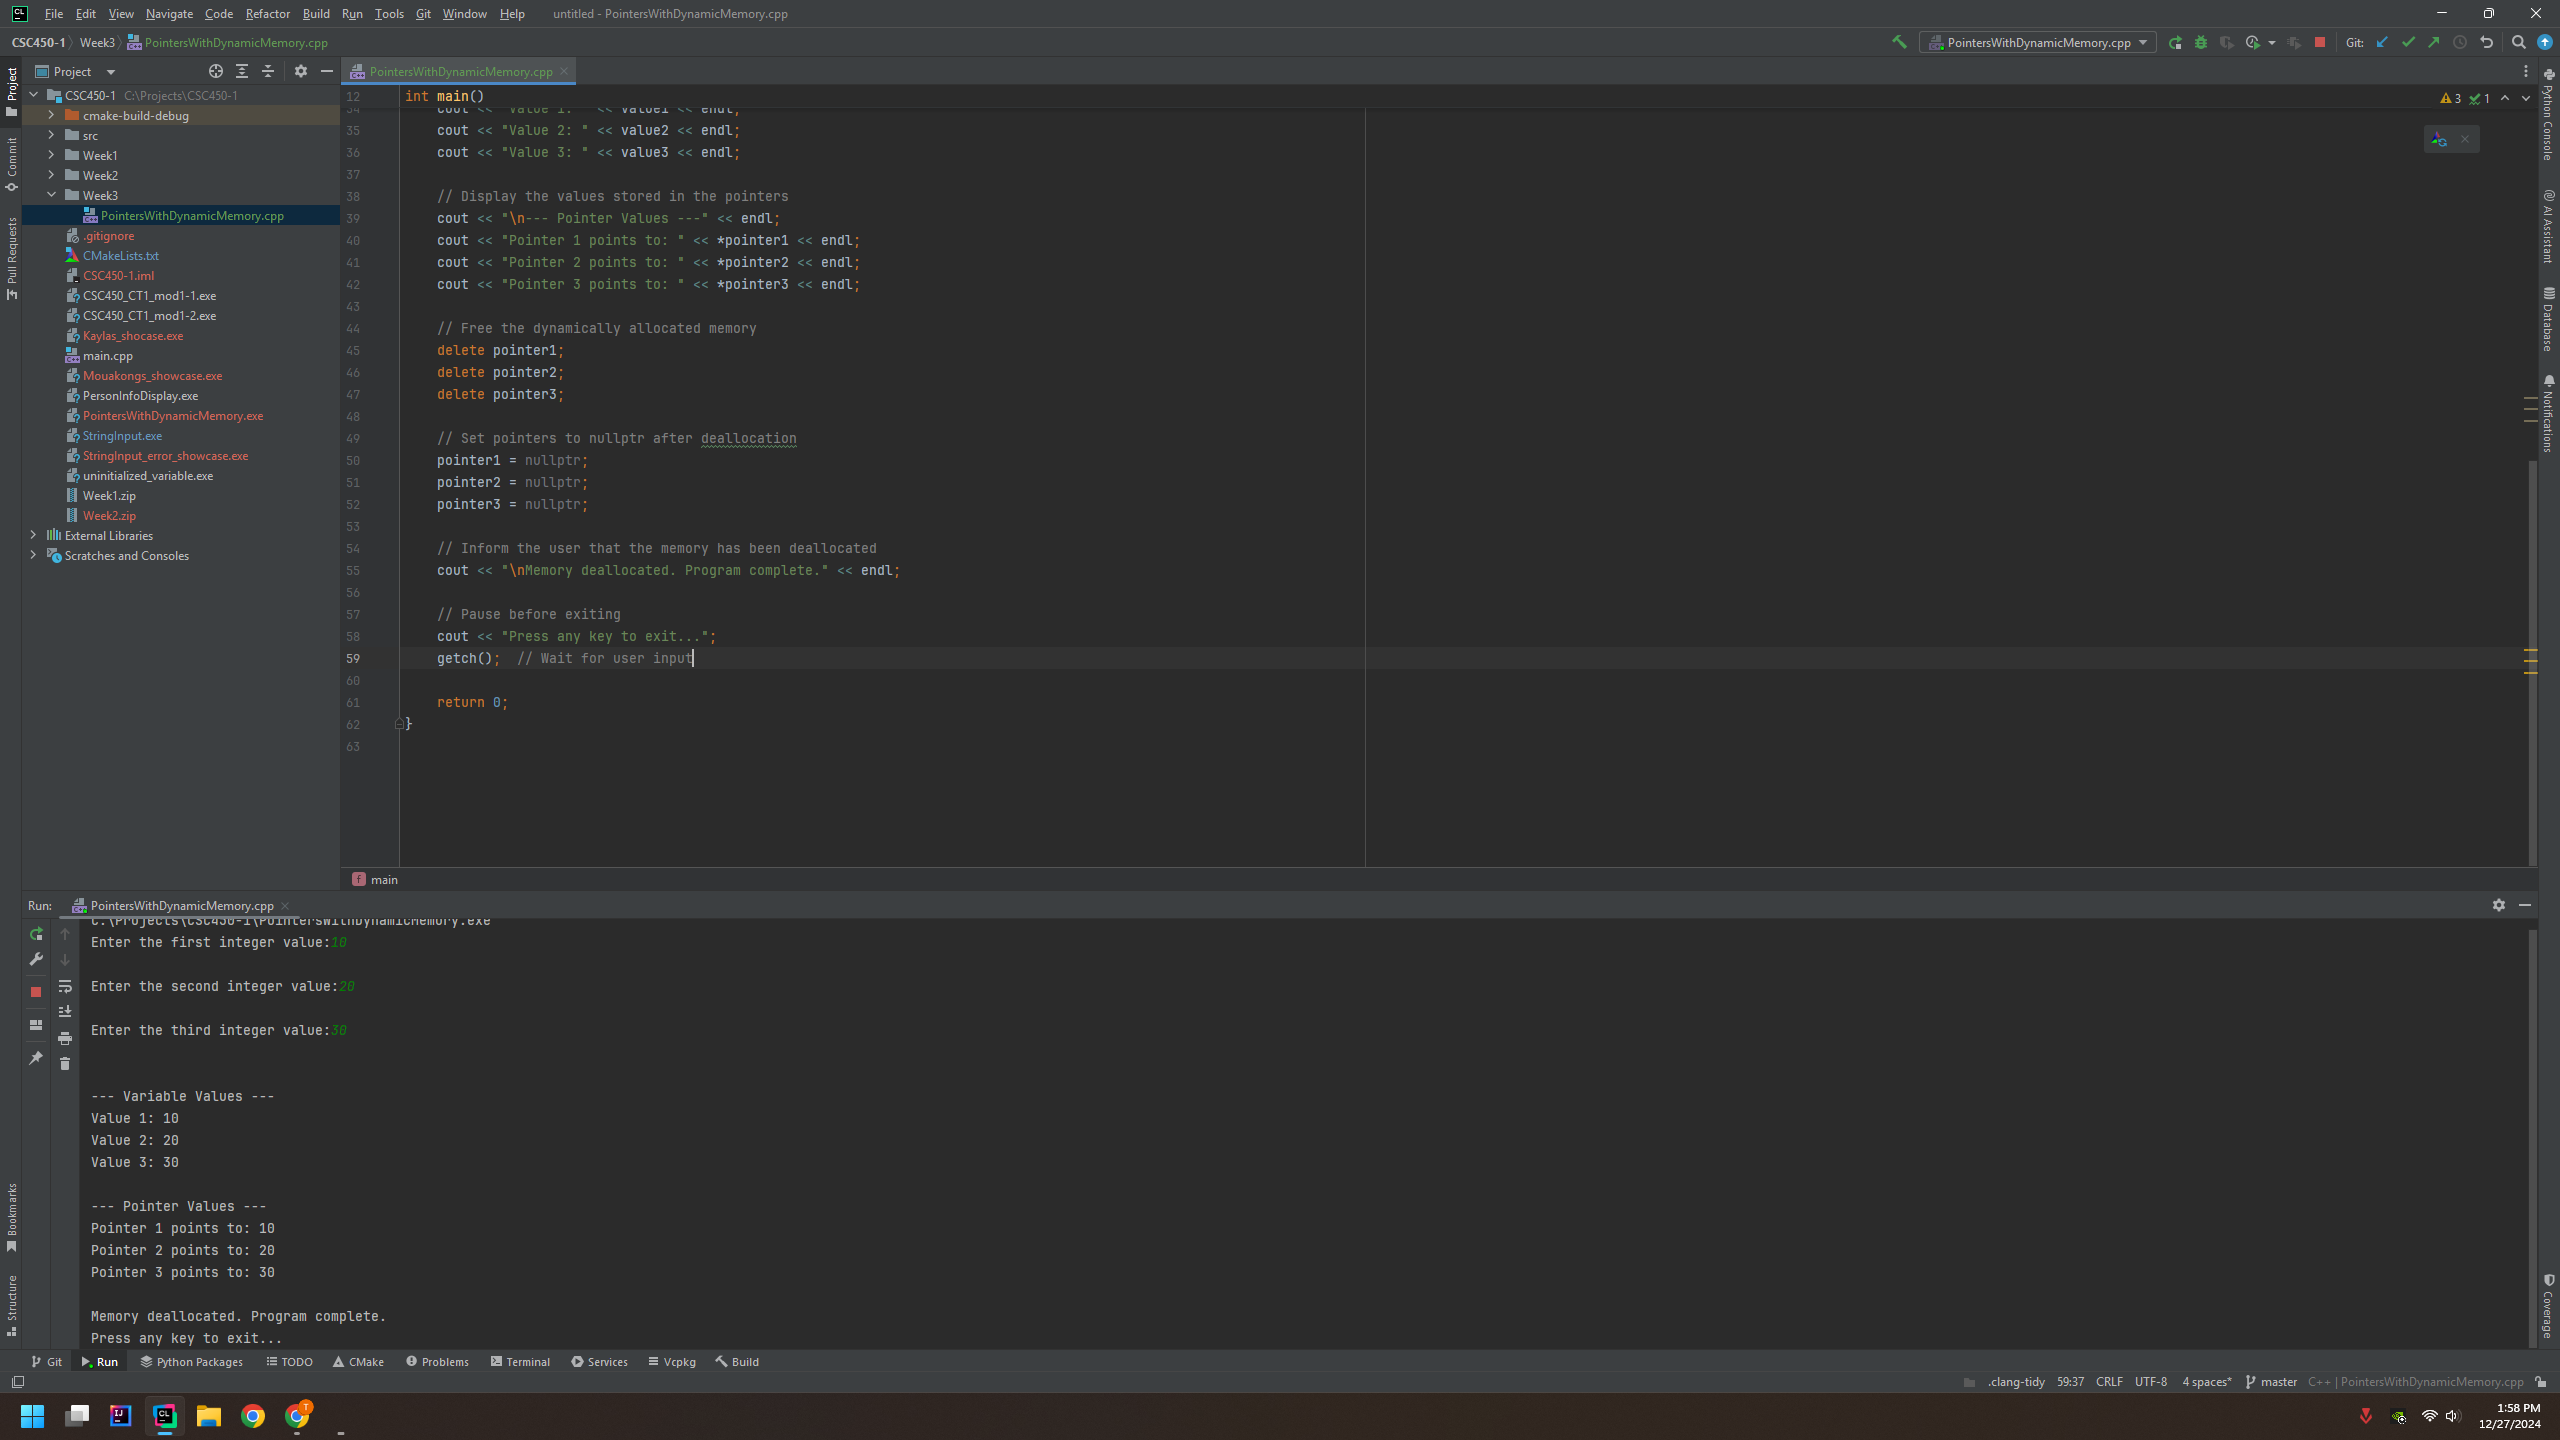 File Edit View Navigate Code Refactor Build Run Tools Git Window Help untitled - PointersWithDynamicMemory.cpp
CSC450-1 Week3 PointersWithDynamicMemory.cpp
PointersWithDynamicMemory.cpp Git:
Project
PointersWithDynamicMemory.cpp
CSC450-1 C:\Projects\CSC450-1
cmake-build-debug
src
Week1
Week2
Week3
PointersWithDynamicMemory.cpp
.gitignore
CMakeLists.txt
CSC450-1.iml
CSC450_CT1_mod1-1.exe
CSC450_CT1_mod1-2.exe
Kaylas_shocase.exe
main.cpp
Mouakongs_showcase.exe
PersonInfoDisplay.exe
PointersWithDynamicMemory.exe
StringInput.exe
StringInput_error_showcase.exe
uninitialized_variable.exe
Week1.zip
Week2.zip
External Libraries
Scratches and Consoles
Project
Commit
Pull Requests
Bookmarks
Structure
12 int main()
3 1
34 cout << "Value 1: " << value1 << endl;
35 cout << "Value 2: " << value2 << endl;
36 cout << "Value 3: " << value3 << endl;
37
38 // Display the values stored in the pointers
39 cout << "\n--- Pointer Values ---" << endl;
40 cout << "Pointer 1 points to: " << *pointer1 << endl;
41 cout << "Pointer 2 points to: " << *pointer2 << endl;
42 cout << "Pointer 3 points to: " << *pointer3 << endl;
43
44 // Free the dynamically allocated memory
45 delete pointer1;
46 delete pointer2;
47 delete pointer3;
48
49 // Set pointers to nullptr after deallocation
50 pointer1 = nullptr;
51 pointer2 = nullptr;
52 pointer3 = nullptr;
53
54 // Inform the user that the memory has been deallocated
55 cout << "\nMemory deallocated. Program complete." << endl;
56
57 // Pause before exiting
58 cout << "Press any key to exit...";
59 getch(); // Wait for user input
60
61 return 0;
62 }
63
main
Python Console
AI Assistant
Database
Notifications
Coverage
Run: PointersWithDynamicMemory.cpp
C:\Projects\CSC450-1\PointersWithDynamicMemory.exe
Enter the first integer value:10
Enter the second integer value:20
Enter the third integer value:30
--- Variable Values ---
Value 1: 10
Value 2: 20
Value 3: 30
--- Pointer Values ---
Pointer 1 points to: 10
Pointer 2 points to: 20
Pointer 3 points to: 30
Memory deallocated. Program complete.
Press any key to exit...
Git Run Python Packages TODO CMake Problems Terminal Services Vcpkg Build
.clang-tidy 59:37 CRLF UTF-8 4 spaces* master C++ | PointersWithDynamicMemory.cpp
1:58 PM
12/27/2024